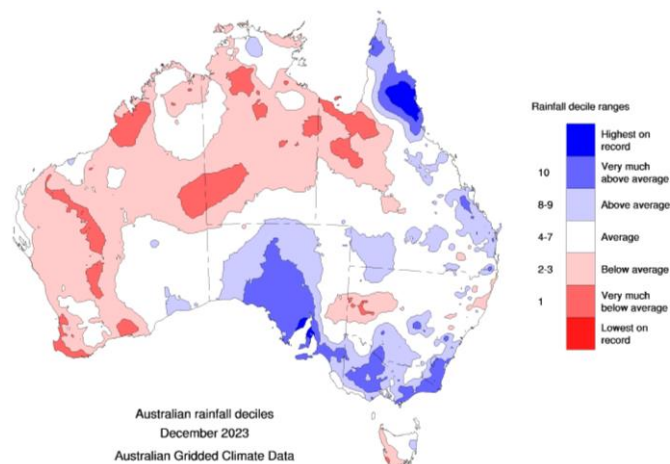 Rainfall decile ranges
Highest on
record
10
Very much
above average
8-9
Above average
4-7
Average
2-3
Below average
1
Very much
below average
Lowest on
record
Australian rainfall deciles
December 2023
Australian Gridded Climate Data